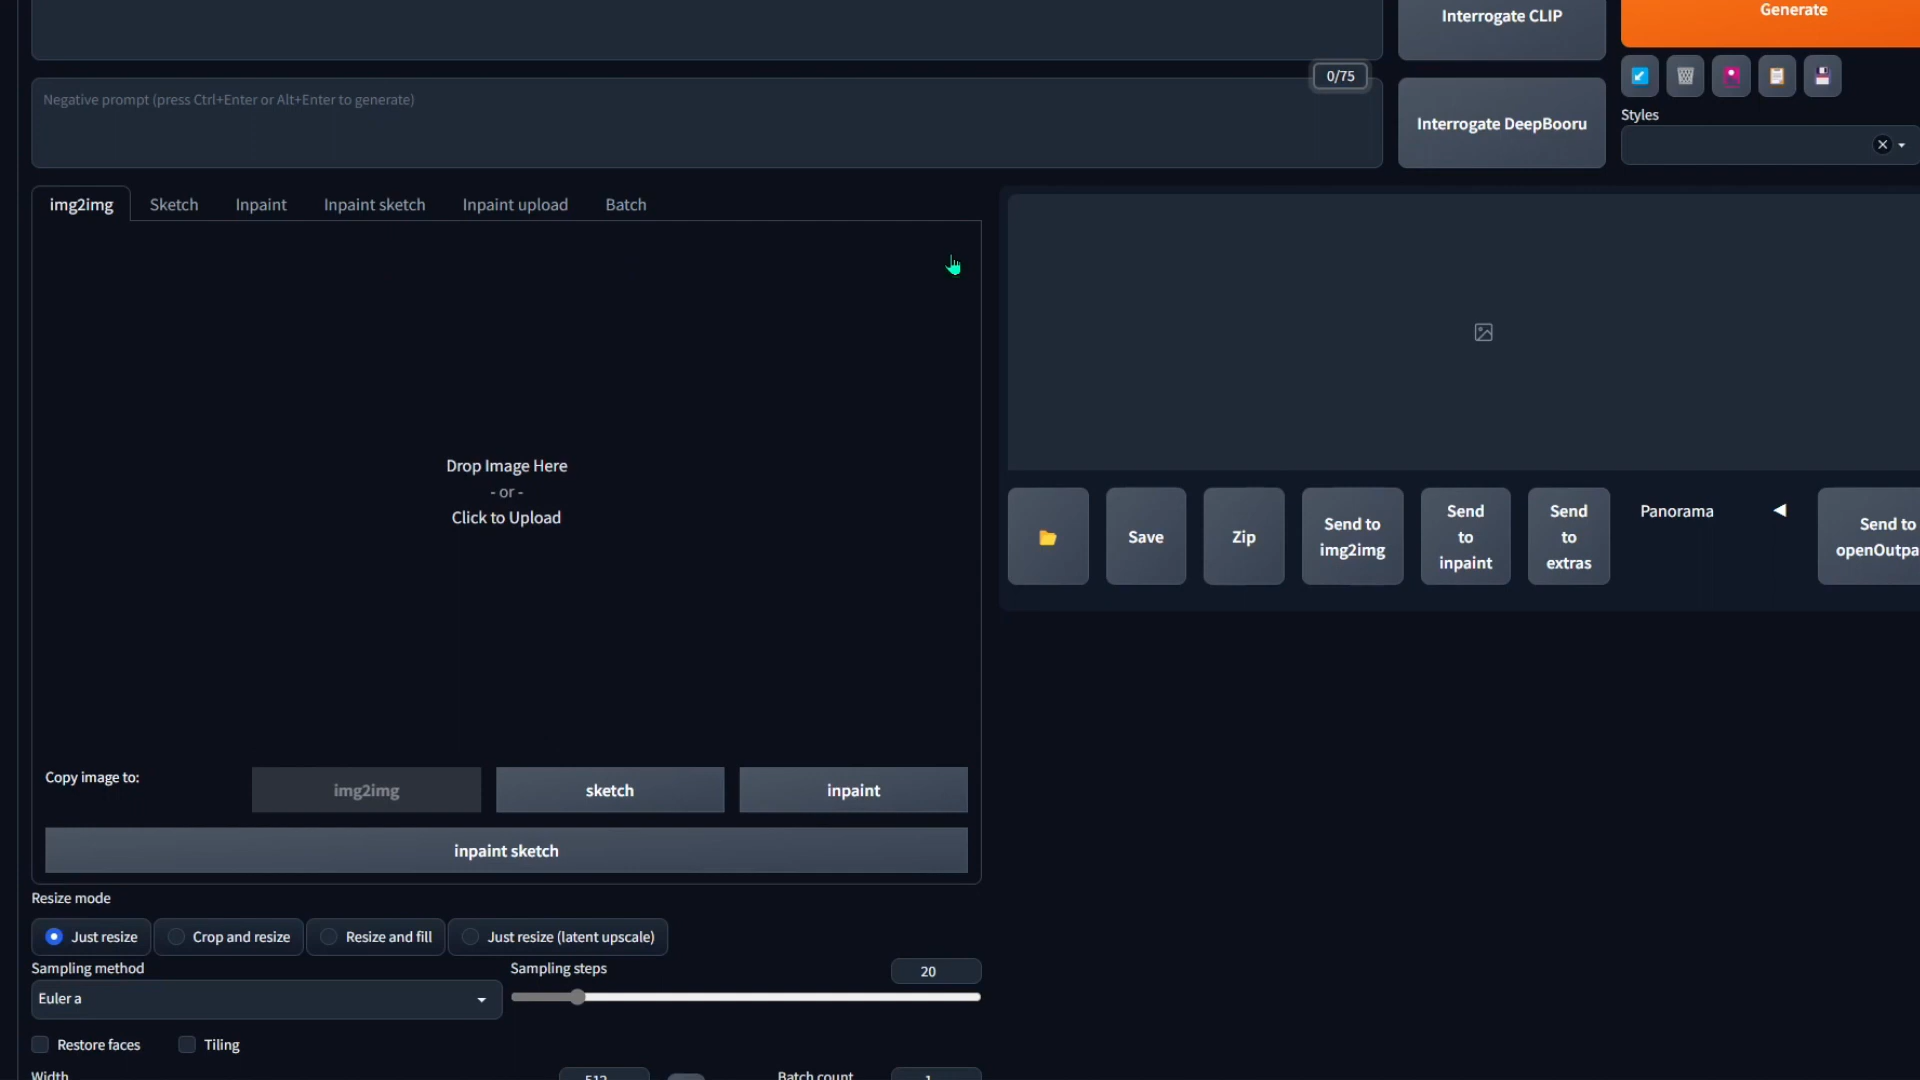 Interrogate CLIP
Generate
0/75
Negative prompt (press Ctrl+Enter or Alt+Enter to generate)
Interrogate DeepBooru
Styles
img2img
Sketch
Inpaint
Inpaint sketch
Inpaint upload
Batch
Drop Image Here
- or -
Click to Upload
Save
Zip
Send to
img2img
Send
to
inpaint
Send
to
extras
Panorama
Send to
openOutpa
Copy image to:
img2img
sketch
inpaint
inpaint sketch
Resize mode
Just resize
Crop and resize
Resize and fill
Just resize (latent upscale)
Sampling method
Sampling steps
20
Euler a
Restore faces
Tiling
Width
512
Batch count
1